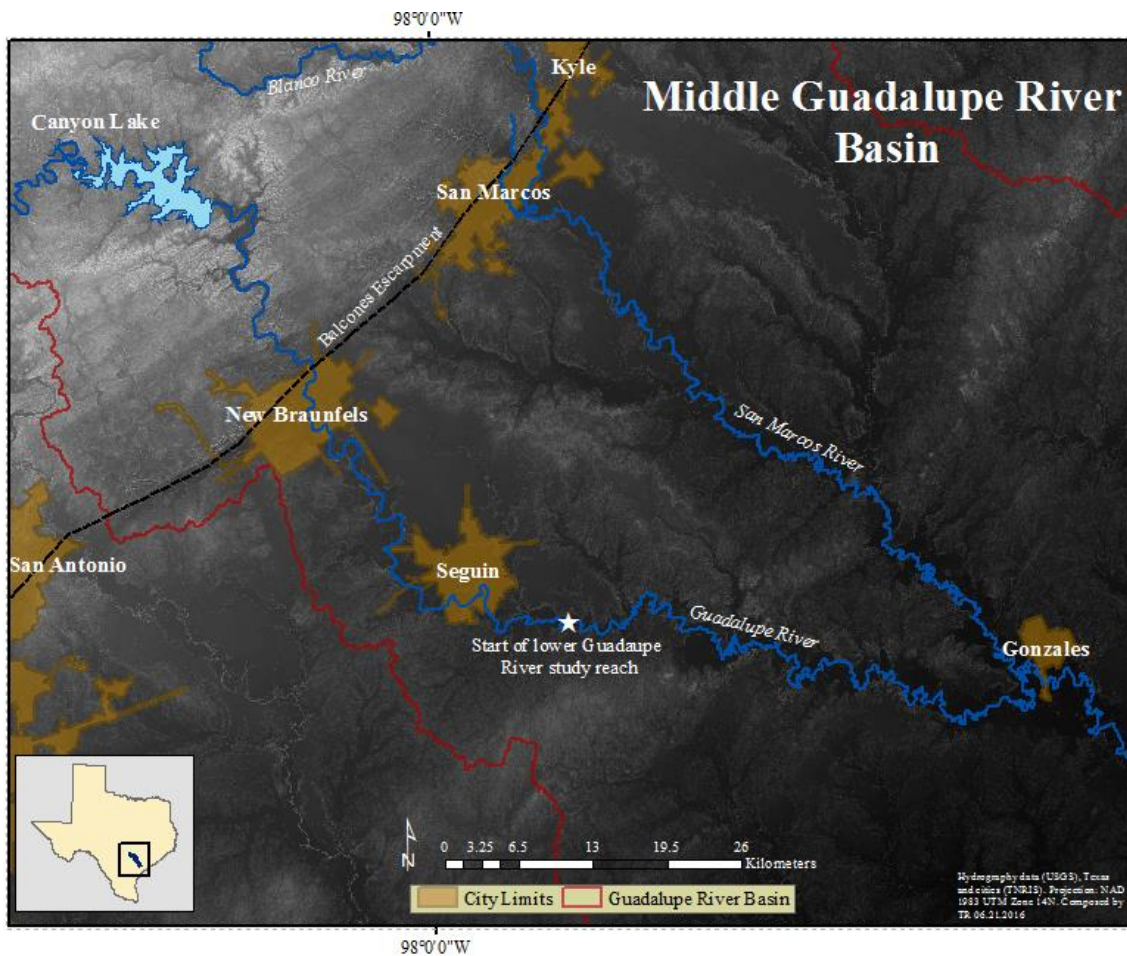 98°0'0"W
Kyle
Blanco River
Middle Guadalupe River
Basin
Canyon Lake
San Marcos
Balcones Escarpment
New Braunfels
San Marcos River
San Antonio
Seguin
Guadalupe River
Start of lower Guadaupe
River study reach
Gonzales
N
0 3.25 6.5 13 19.5 26
Kilometers
City Limits Guadalupe River Basin
Hydrography data (USGS), Texas
and cities (TNRIS). Projection: NAD
1983 UTM Zone 14N. Composed by
TR 06.21.2016
98°0'0"W